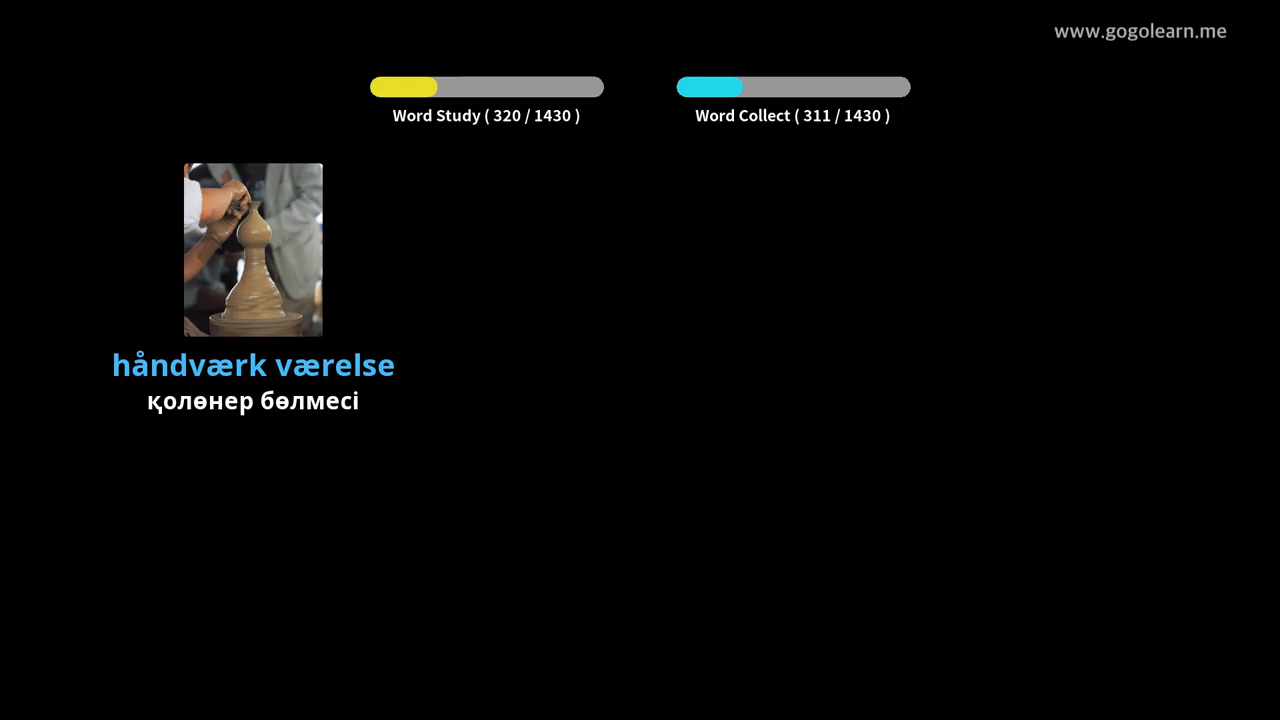 www.gogolearn.me
Word Study ( 320 / 1430 )
Word Collect ( 311 / 1430 )
håndværk værelse
қолөнер бөлмесі